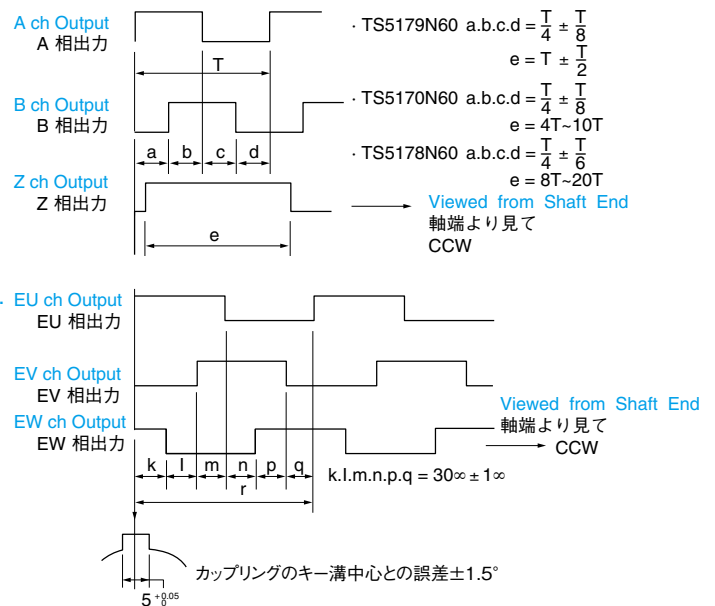 A ch Output
A 相出力
T
B ch Output
B 相出力
a b c d
Z ch Output
Z 相出力
e
· TS5179N60 a.b.c.d = T/4 ± T/8
e = T ± T/2
· TS5170N60 a.b.c.d = T/4 ± T/8
e = 4T~10T
· TS5178N60 a.b.c.d = T/4 ± T/6
e = 8T~20T
Viewed from Shaft End
軸端より見て
CCW
EU ch Output
EU 相出力
EV ch Output
EV 相出力
EW ch Output
EW 相出力
k l m n p q
r
Viewed from Shaft End
軸端より見て
CCW
k.l.m.n.p.q = 30∞ ± 1∞
カップリングのキー溝中心との誤差±1.5°
5 +0.05 0